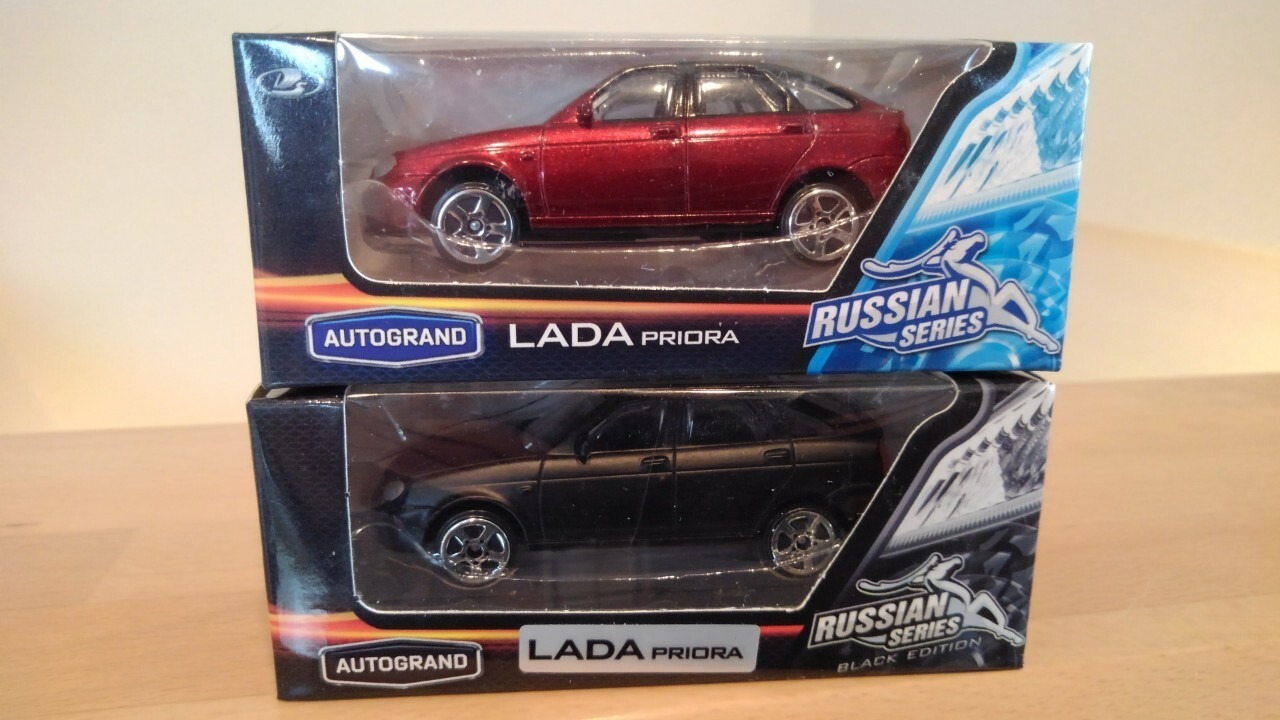 AUTOGRAND
LADA PRIORA
RUSSIAN
SERIES
AUTOGRAND
LADA PRIORA
RUSSIAN
SERIES
BLACK EDITION